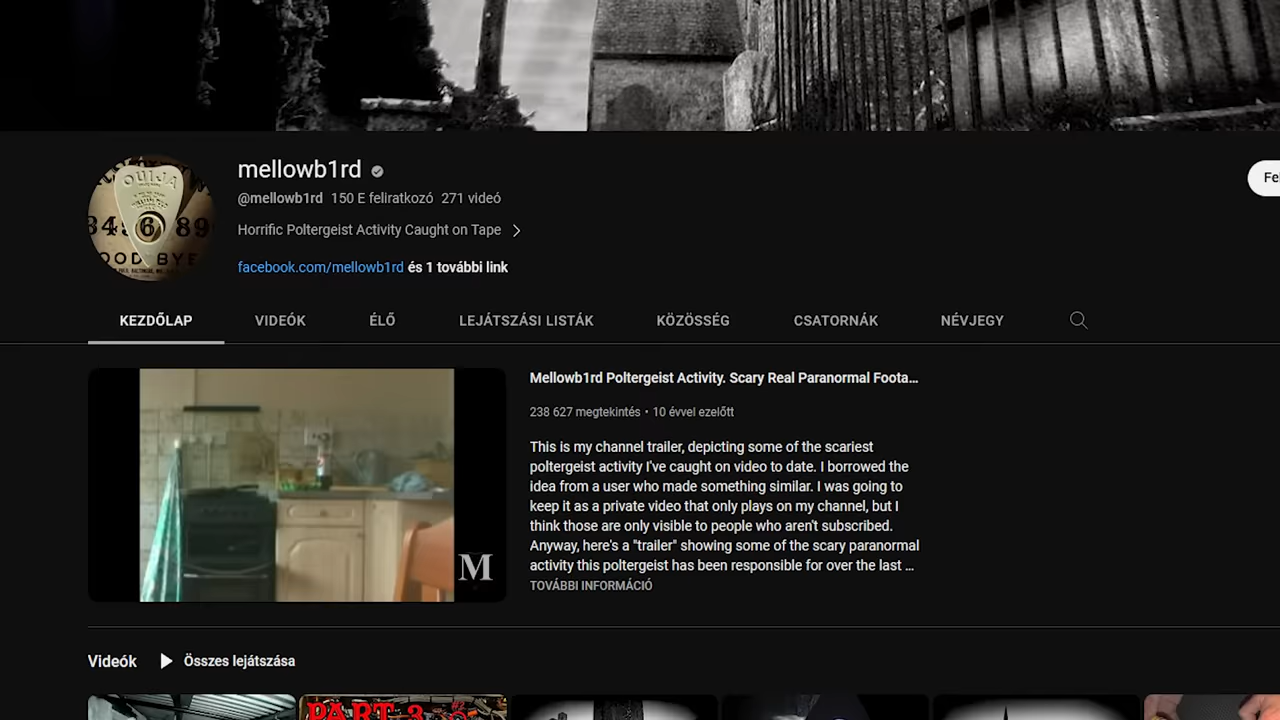 OUIJA
3456 89
GOOD BYE
mellowb1rd
@mellowb1rd 150 E feliratkozó 271 videó
Horrific Poltergeist Activity Caught on Tape
facebook.com/mellowb1rd és 1 további link
KEZDŐLAP VIDEÓK ÉLŐ LEJÁTSZÁSI LISTÁK KÖZÖSSÉG CSATORNÁK NÉVJEGY
M
Mellowb1rd Poltergeist Activity. Scary Real Paranormal Foota...
238 627 megtekintés • 10 évvel ezelőtt
This is my channel trailer, depicting some of the scariest
poltergeist activity I've caught on video to date. I borrowed the
idea from a user who made something similar. I was going to
keep it as a private video that only plays on my channel, but I
think those are only visible to people who aren't subscribed.
Anyway, here's a "trailer" showing some of the scary paranormal
activity this poltergeist has been responsible for over the last ...
TOVÁBBI INFORMÁCIÓ
Videók Összes lejátszása
PART 3